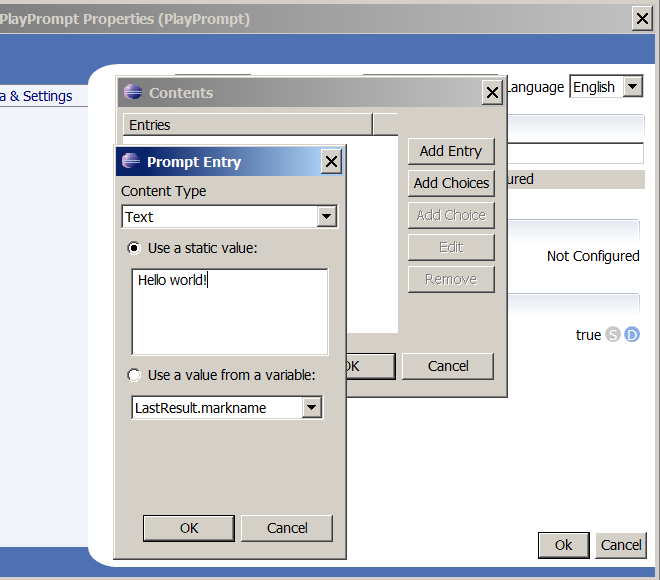 PlayPrompt Properties (PlayPrompt)
a & Settings
Language English
Contents
Entries
Add Entry
Add Choices
Add Choice
Edit
Remove
OK Cancel
Prompt Entry
Content Type
Text
Use a static value:
Hello world!
Use a value from a variable:
LastResult.markname
OK Cancel
ured
Not Configured
true S D
Ok Cancel